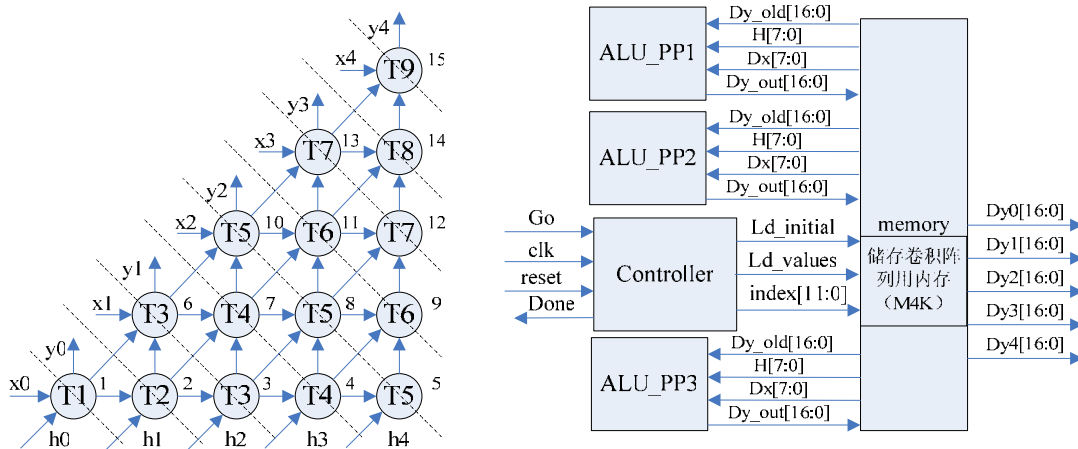 y4
x4 T9 15
y3
x3 T7 13 T8 14
y2
x2 T5 10 T6 11 T7 12
y1
x1 T3 6 T4 7 T5 8 T6 9
y0
x0 T1 1 T2 2 T3 3 T4 4 T5 5
h0 h1 h2 h3 h4
ALU_PP1
Dy_old[16:0]
H[7:0]
Dx[7:0]
Dy_out[16:0]
ALU_PP2
Dy_old[16:0]
H[7:0]
Dx[7:0]
Dy_out[16:0]
Go
clk
reset
Done
Controller
Ld_initial
Ld_values
index[11:0]
memory
储存卷积阵
列用内存
（M4K）
Dy0[16:0]
Dy1[16:0]
Dy2[16:0]
Dy3[16:0]
Dy4[16:0]
ALU_PP3
Dy_old[16:0]
H[7:0]
Dx[7:0]
Dy_out[16:0]